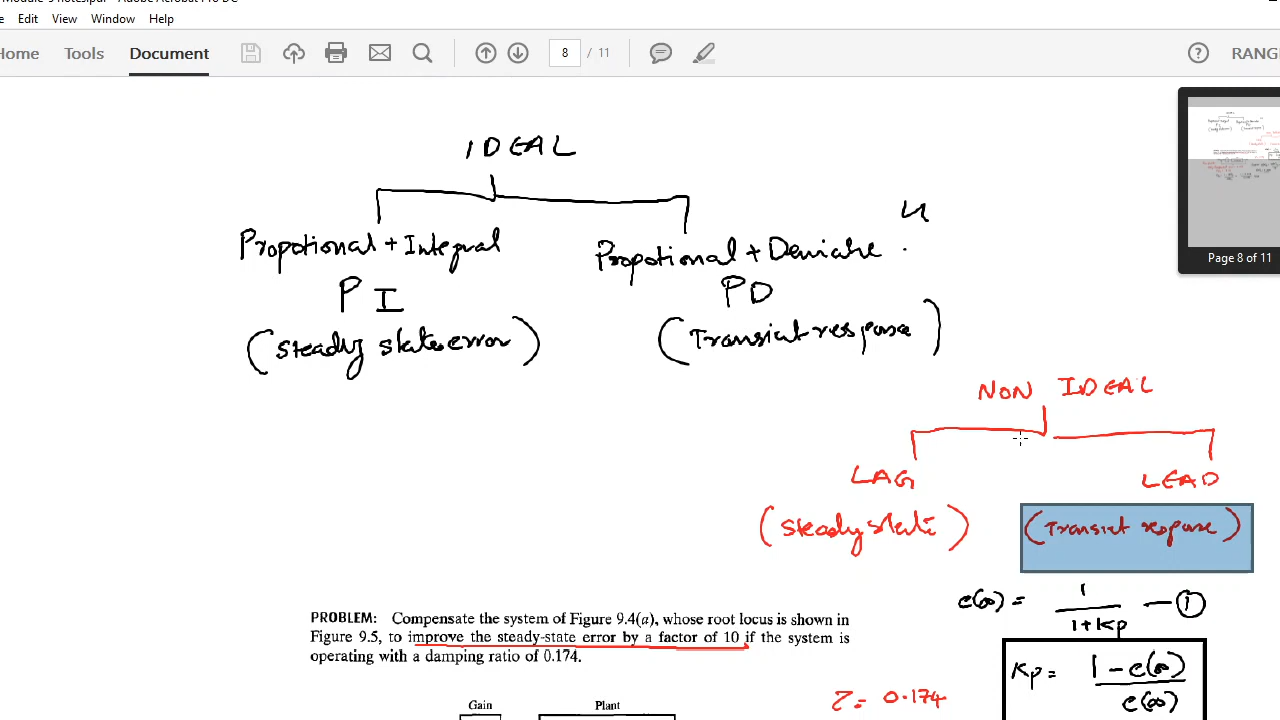 Edit View Window Help
Home Tools Document 8 / 11
IDEAL
Propotional + Integral
PI
(Steady state error)
Propotional + Derivative
PD
(Transient response)
Page 8 of 11
NON IDEAL
LAG
(Steady state)
LEAD
(Transient response)
e(∞) = 1/1+Kp —①
Kp = 1-e(∞)/e(∞)
PROBLEM: Compensate the system of Figure 9.4(a), whose root locus is shown in
Figure 9.5, to improve the steady-state error by a factor of 10 if the system is
operating with a damping ratio of 0.174.
= 0.174
Gain Plant